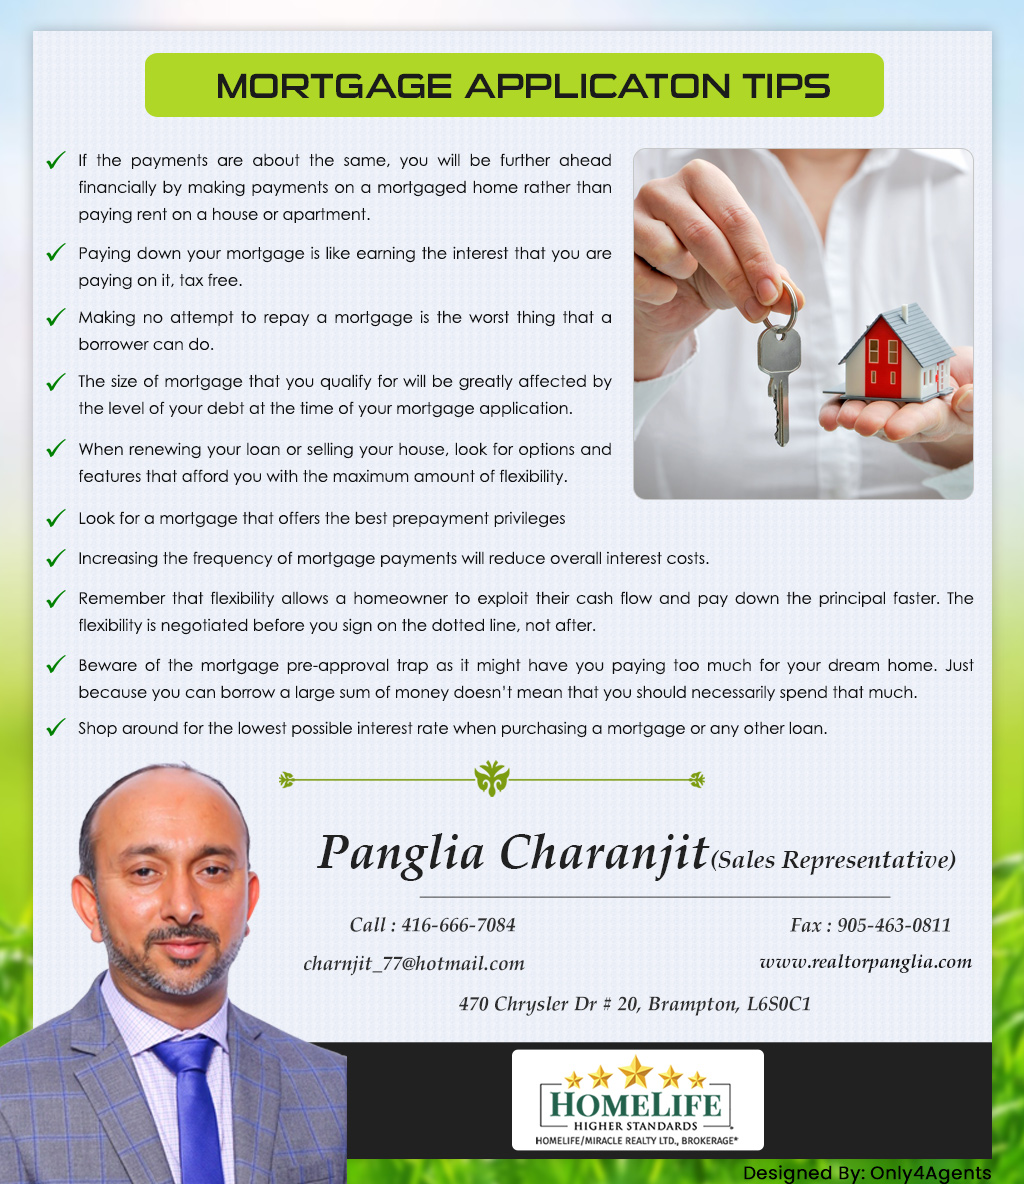 MORTGAGE APPLICATON TIPS
If the payments are about the same, you will be further ahead
financially by making payments on a mortgaged home rather than
paying rent on a house or apartment.
Paying down your mortgage is like earning the interest that you are
paying on it, tax free.
Making no attempt to repay a mortgage is the worst thing that a
borrower can do.
The size of mortgage that you qualify for will be greatly affected by
the level of your debt at the time of your mortgage application.
When renewing your loan or selling your house, look for options and
features that afford you with the maximum amount of flexibility.
Look for a mortgage that offers the best prepayment privileges
Increasing the frequency of mortgage payments will reduce overall interest costs.
Remember that flexibility allows a homeowner to exploit their cash flow and pay down the principal faster. The
flexibility is negotiated before you sign on the dotted line, not after.
Beware of the mortgage pre-approval trap as it might have you paying too much for your dream home. Just
because you can borrow a large sum of money doesn't mean that you should necessarily spend that much.
Shop around for the lowest possible interest rate when purchasing a mortgage or any other loan.
Panglia Charanjit(Sales Representative)
Call : 416-666-7084
Fax : 905-463-0811
charnjit_77@hotmail.com
www.realtorpanglia.com
470 Chrysler Dr # 20, Brampton, L6S0C1
HOMELIFE
HIGHER STANDARDS
HOMELIFE/MIRACLE REALTY LTD., BROKERAGE*
Designed By: Only4Agents